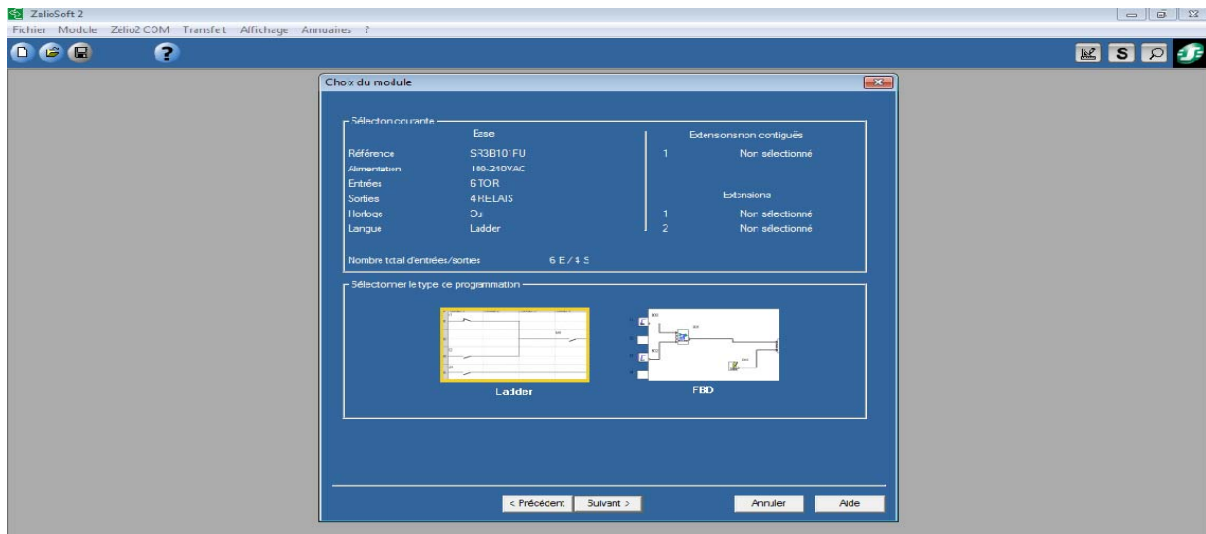 ZelioSoft 2
Fichier Module Zélio2 COM Transfert Affichage Annuaires ?
S
Choix du module
Sélection courante
Base
Extensions non contiguës
Référence SR3B101FU 1 Non sélectionné
Alimentation 100-240VAC
Entrées 6 TOR
Sorties 4 RELAIS Extensions
Horloge Oui 1 Non sélectionné
Langue Ladder 2 Non sélectionné
Nombre total d'entrées/sorties 6 E / 4 S
Sélectionner le type de programmation
Ladder FBD
< Précédent Suivant > Annuler Aide